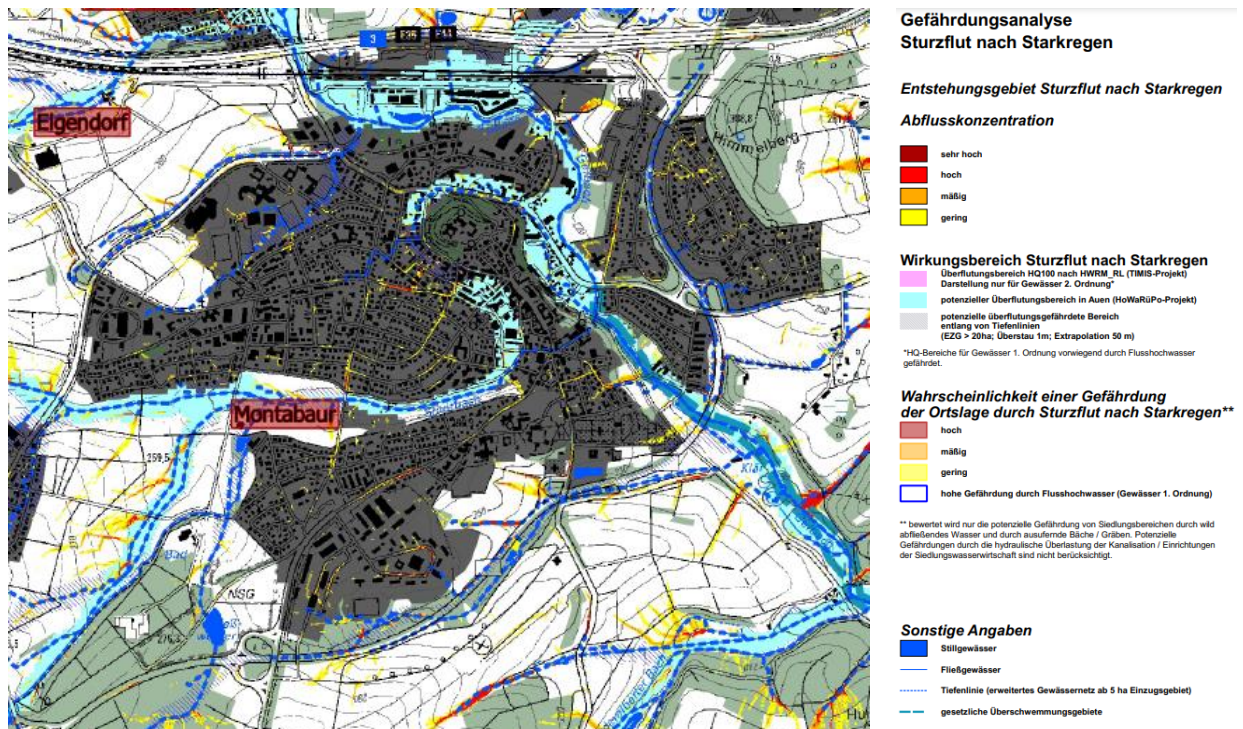 3
Elgendorf
Himmelberg
Montabaur
259,5
Bad
NSG
Gefährdungsanalyse
Sturzflut nach Starkregen
Entstehungsgebiet Sturzflut nach Starkregen
Abflusskonzentration
sehr hoch
hoch
mäßig
gering
Wirkungsbereich Sturzflut nach Starkregen
Überflutungsbereich HQ100 nach HWRM_RL (TIMIS-Projekt)
Darstellung nur für Gewässer 2. Ordnung*
potenzieller Überflutungsbereich in Auen (HoWaRüPo-Projekt)
potenzielle überflutungsgefährdete Bereich
entlang von Tiefenlinien
(EZG > 20ha; Überstau 1m; Extrapolation 50 m)
*HQ-Bereiche für Gewässer 1. Ordnung vorwiegend durch Flusshochwasser
gefährdet.
Wahrscheinlichkeit einer Gefährdung
der Ortslage durch Sturzflut nach Starkregen**
hoch
mäßig
gering
hohe Gefährdung durch Flusshochwasser (Gewässer 1. Ordnung)
** bewertet wird nur die potenzielle Gefährdung von Siedlungsbereichen durch wild
abfließendes Wasser und durch ausufernde Bäche / Gräben. Potenzielle
Gefährdungen durch die hydraulische Überlastung der Kanalisation / Einrichtungen
der Siedlungswasserwirtschaft sind nicht berücksichtigt.
Sonstige Angaben
Stillgewässer
Fließgewässer
Tiefenlinie (erweitertes Gewässernetz ab 5 ha Einzugsgebiet)
gesetzliche Überschwemmungsgebiete